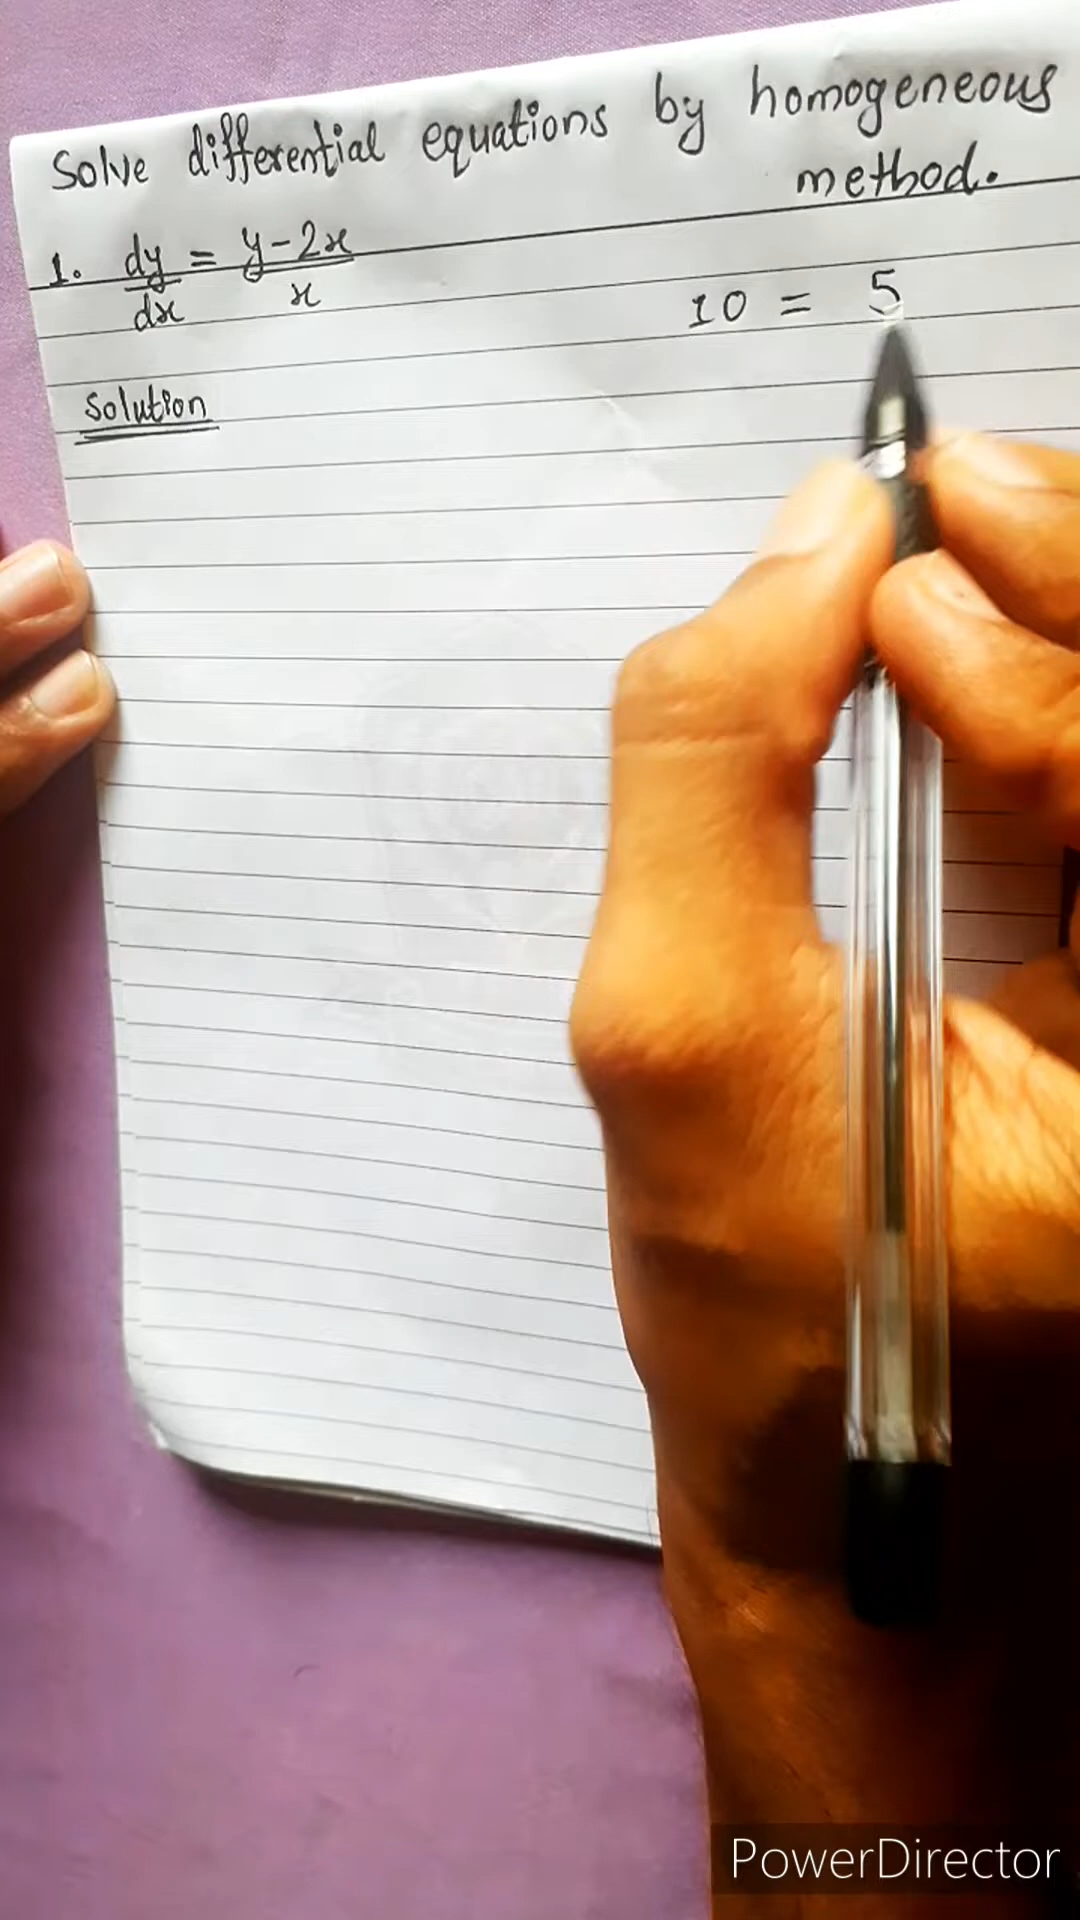 Solve differential equations by homogeneous
method.
1. dy/dx = y-2x/x
10 = 5
Solution
PowerDirector